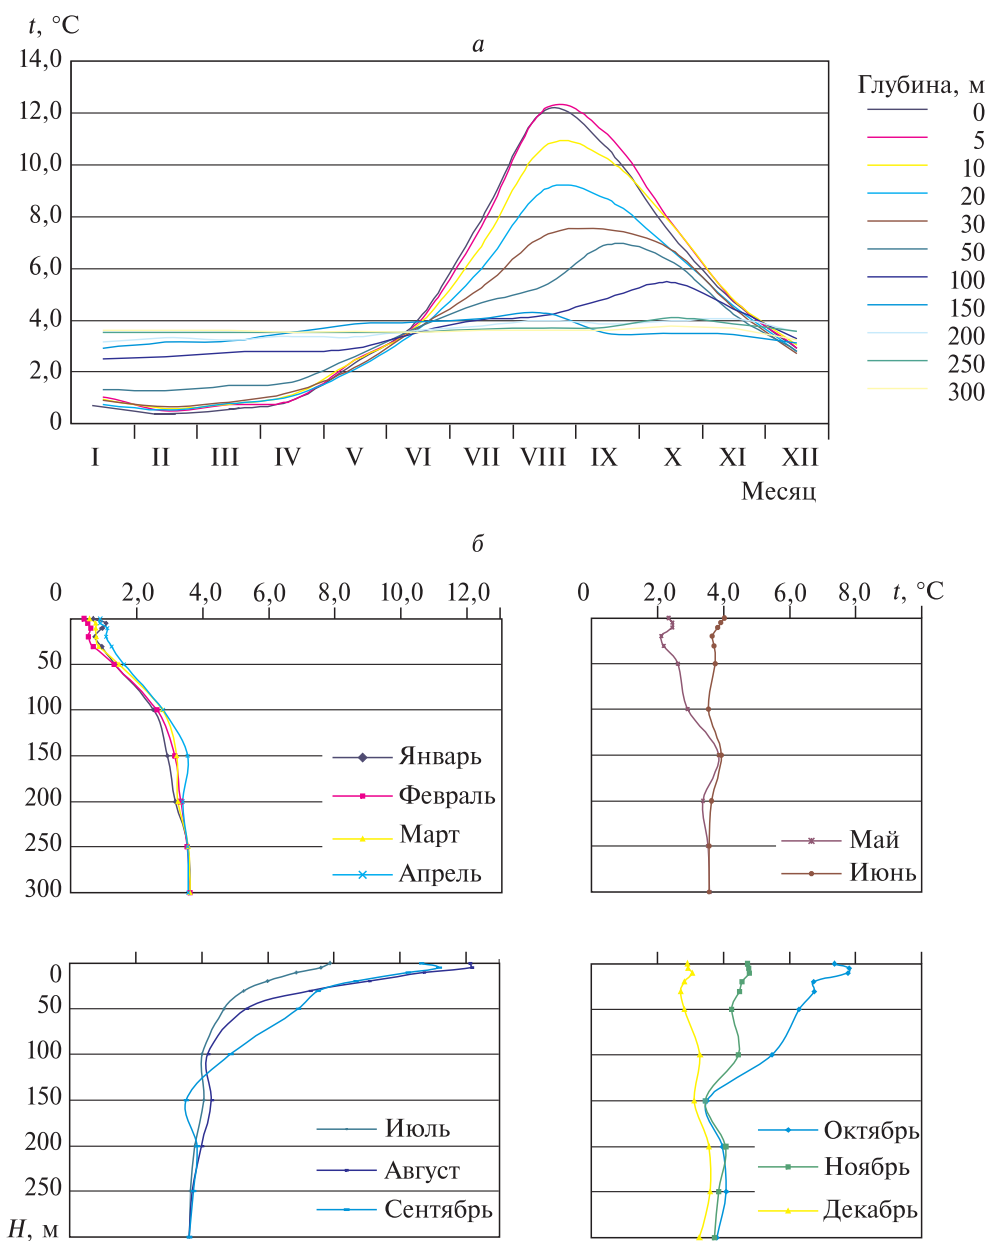 t, °C
а
14,0
12,0
10,0
8,0
6,0
4,0
2,0
0
I II III IV V VI VII VIII IX X XI XII
Месяц
Глубина, м
0
5
10
20
30
50
100
150
200
250
300
б
0 2,0 4,0 6,0 8,0 10,0 12,0
50
100
150
200
250
300
Январь
Февраль
Март
Апрель
0 2,0 4,0 6,0 8,0 t, °C
Май
Июнь
0
50
100
150
200
250
H, м
Июль
Август
Сентябрь
Октябрь
Ноябрь
Декабрь